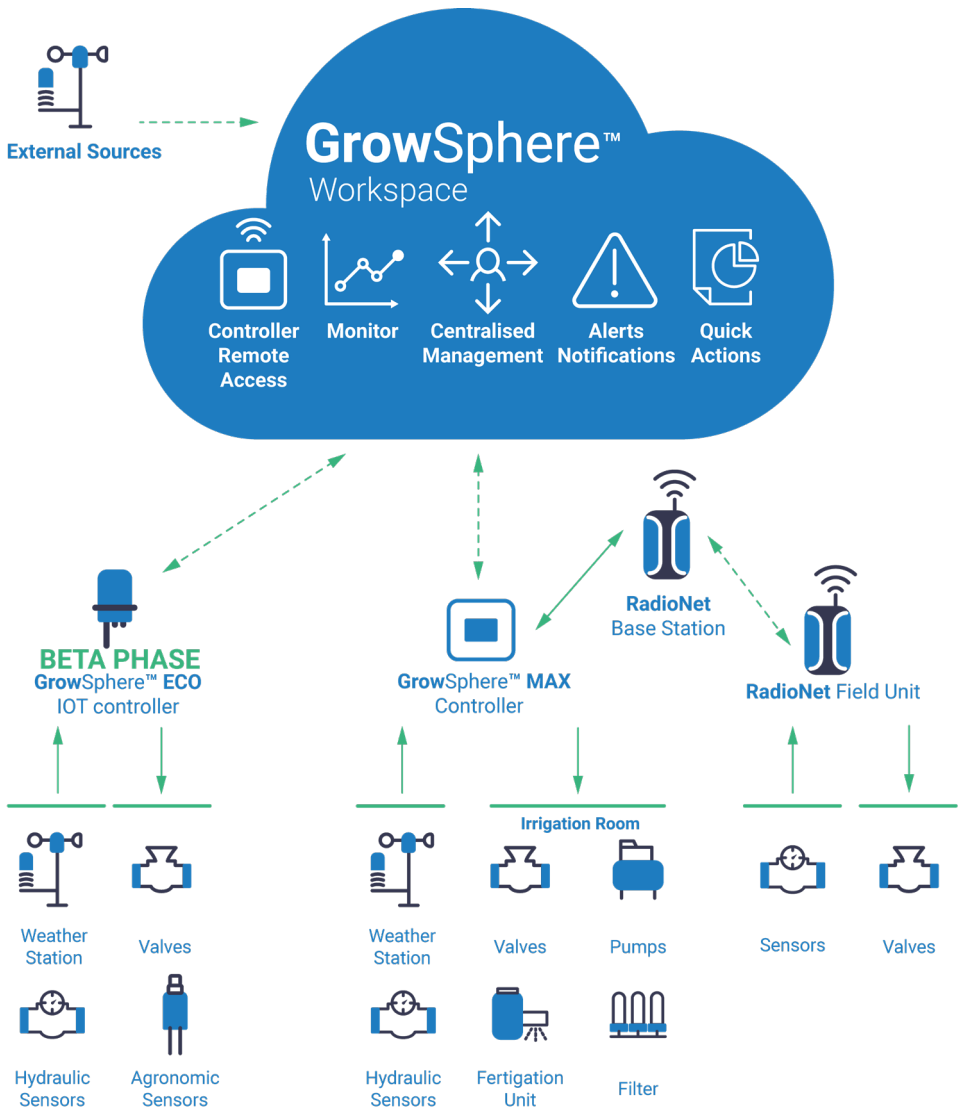 External Sources
GrowSphere™
Workspace
Controller
Remote
Access
Monitor
Centralised
Management
Alerts
Notifications
Quick
Actions
BETA PHASE
GrowSphere™ ECO
IOT controller
GrowSphere™ MAX
Controller
RadioNet
Base Station
RadioNet Field Unit
Weather
Station
Valves
Hydraulic
Sensors
Agronomic
Sensors
Weather
Station
Irrigation Room
Valves
Pumps
Hydraulic
Sensors
Fertigation
Unit
Filter
Sensors
Valves